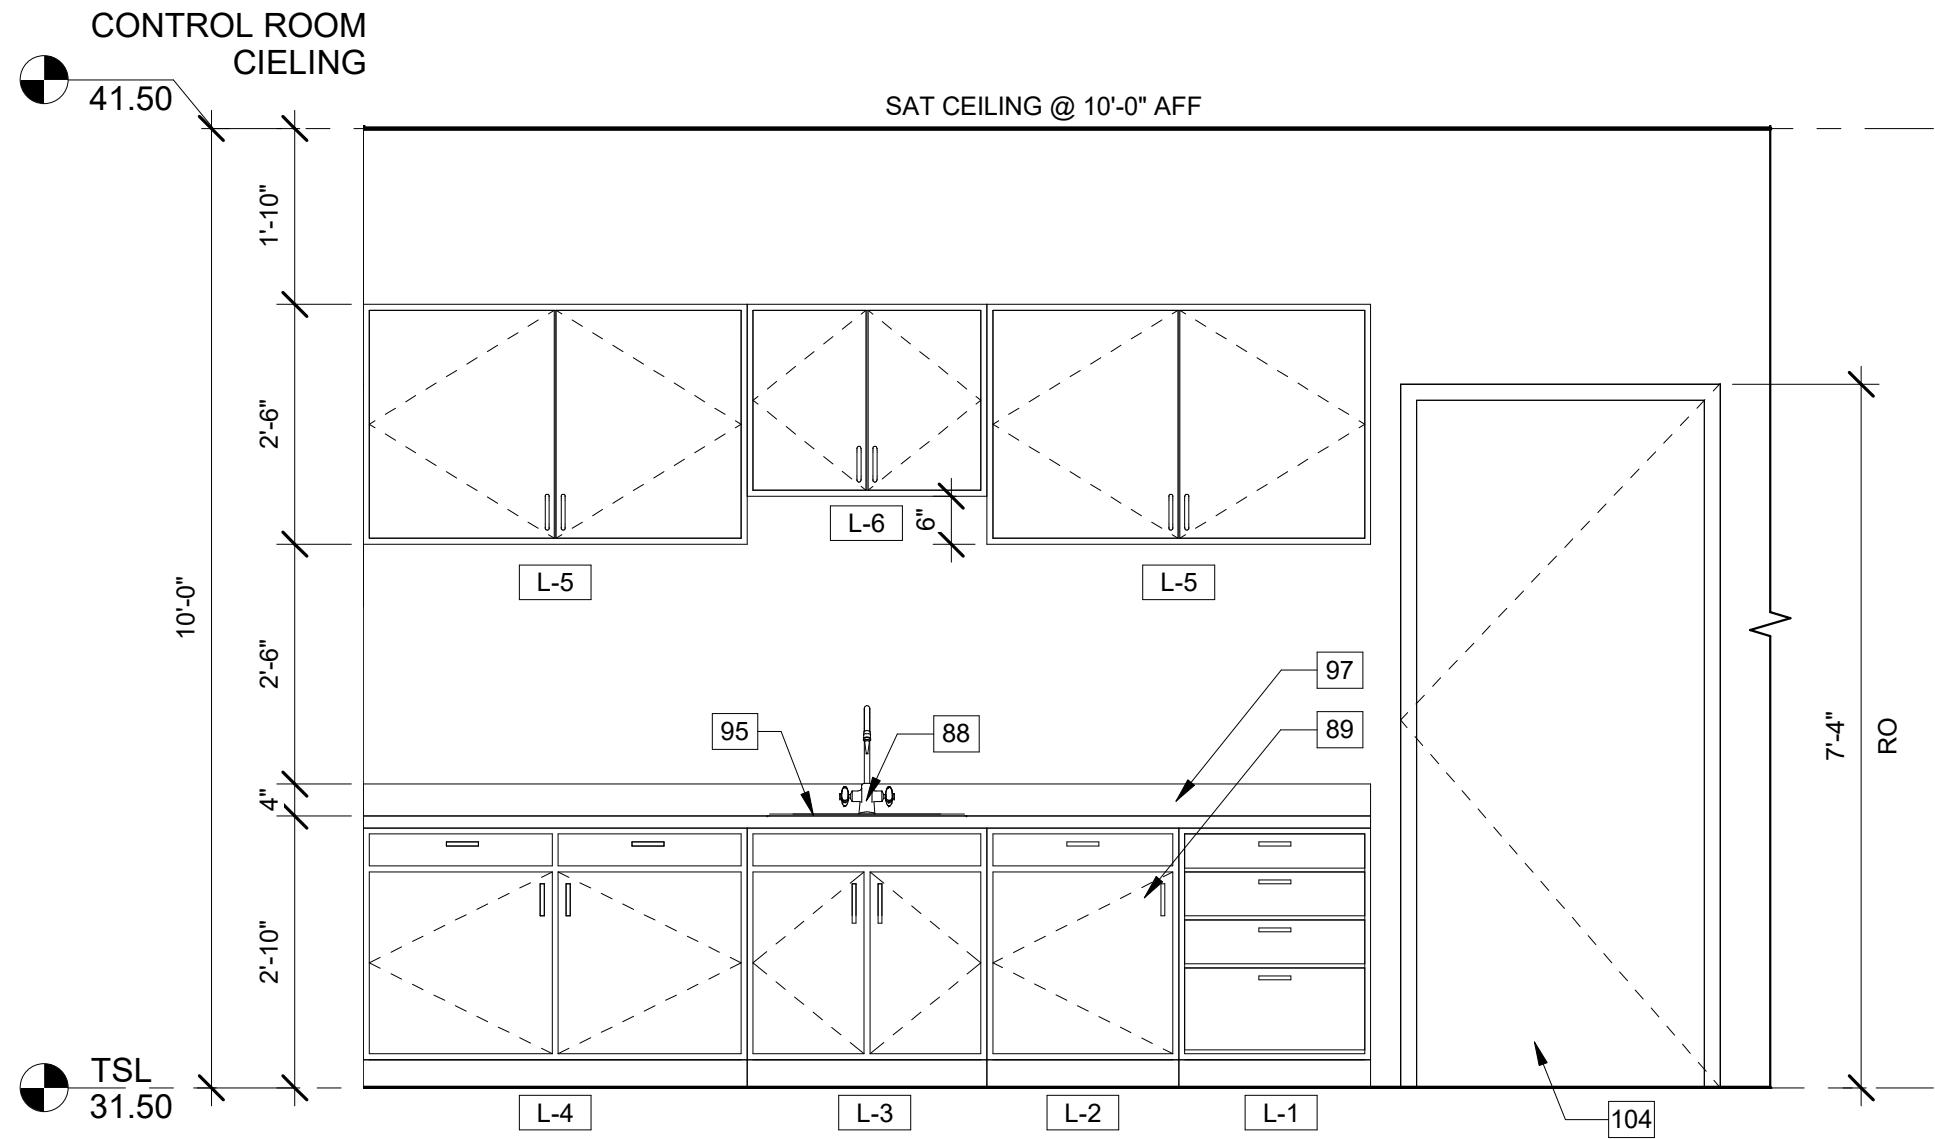 CONTROL ROOM
CIELING
41.50
SAT CEILING @ 10'-0" AFF
1'-10"
2'-6"
L-6
6"
L-5
L-5
10'-0"
2'-6"
97
95
88
89
7'-4"
RO
4"
2'-10"
TSL
31.50
L-4
L-3
L-2
L-1
104